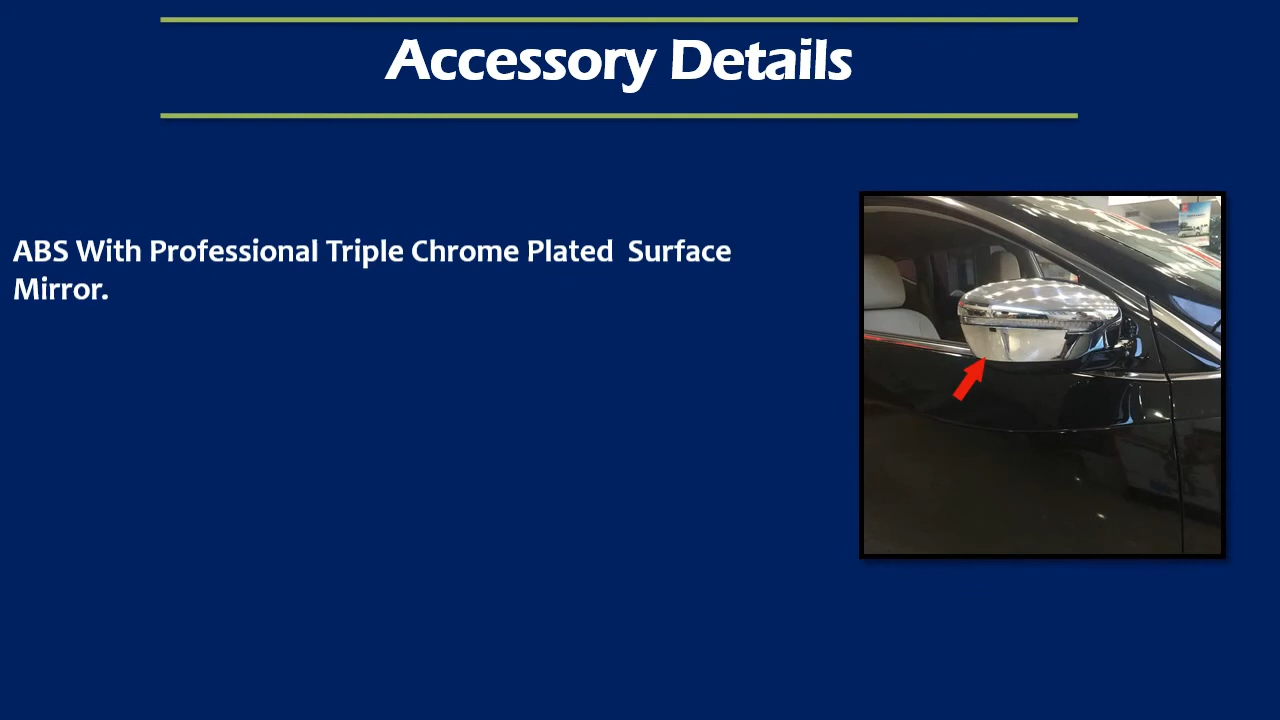 Accessory Details
ABS With Professional Triple Chrome Plated  Surface
Mirror.